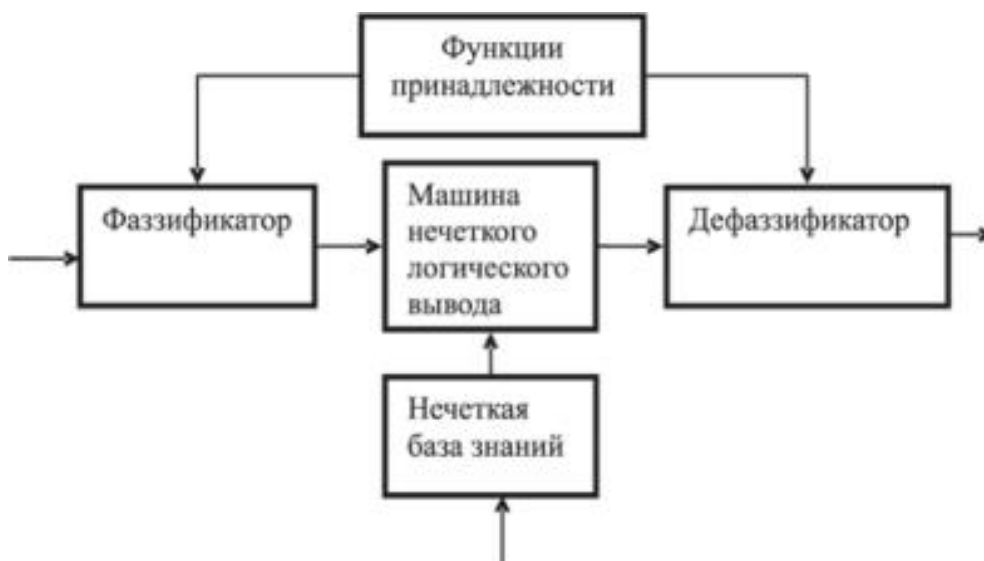 Функции
принадлежности
Фаззификатор
Машина
нечеткого
логического
вывода
Дефаззификатор
Нечеткая
база знаний